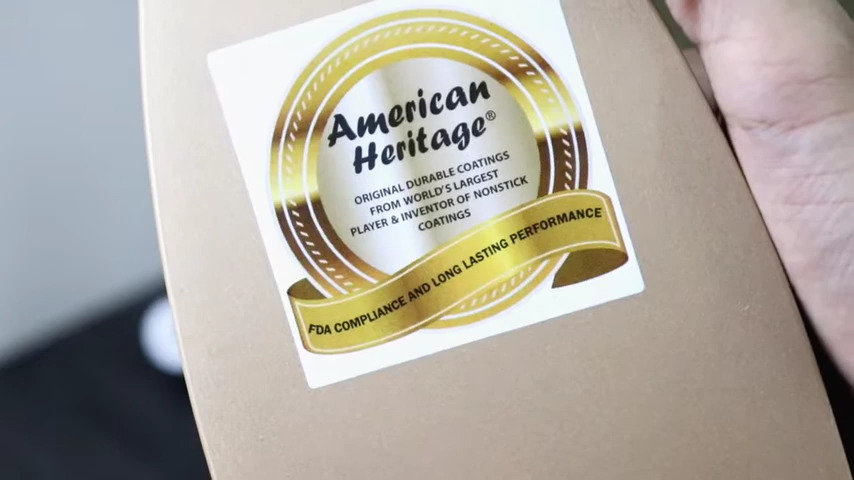 American
Heritage®
ORIGINAL DURABLE COATINGS
FROM WORLD'S LARGEST
PLAYER & INVENTOR OF NONSTICK
COATINGS
FDA COMPLIANCE AND LONG LASTING PERFORMANCE